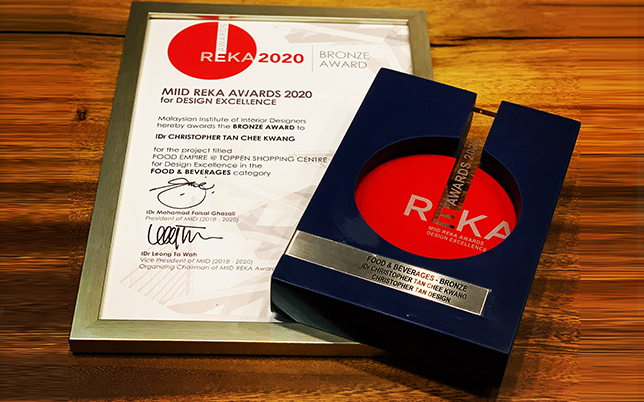 AWARDS
REKA2020
BRONZE
AWARD
MIID REKA AWARDS 2020
for DESIGN EXCELLENCE
Malaysian Institute of Interior Designers
hereby awards the BRONZE AWARD to
IDr CHRISTOPHER TAN CHEE KWANG
for the project titled
FOOD EMPIRE @ TOPPEN SHOPPING CENTRE
for Design Excellence in the
FOOD & BEVERAGES category
IDr Mohamad Faisal Ghazali
President of MIID (2018 - 2020)
IDr Leong Ta Wah
Vice President of MIID (2018 - 2020)
Organizing Chairman of MIID REKA Awards
AWARDS 2020
REKA
MIID REKA AWARDS
DESIGN EXCELLENCE
FOOD & BEVERAGES - BRONZE
IDr CHRISTOPHER TAN CHEE KWANG
CHRISTOPHER TAN DESIGN